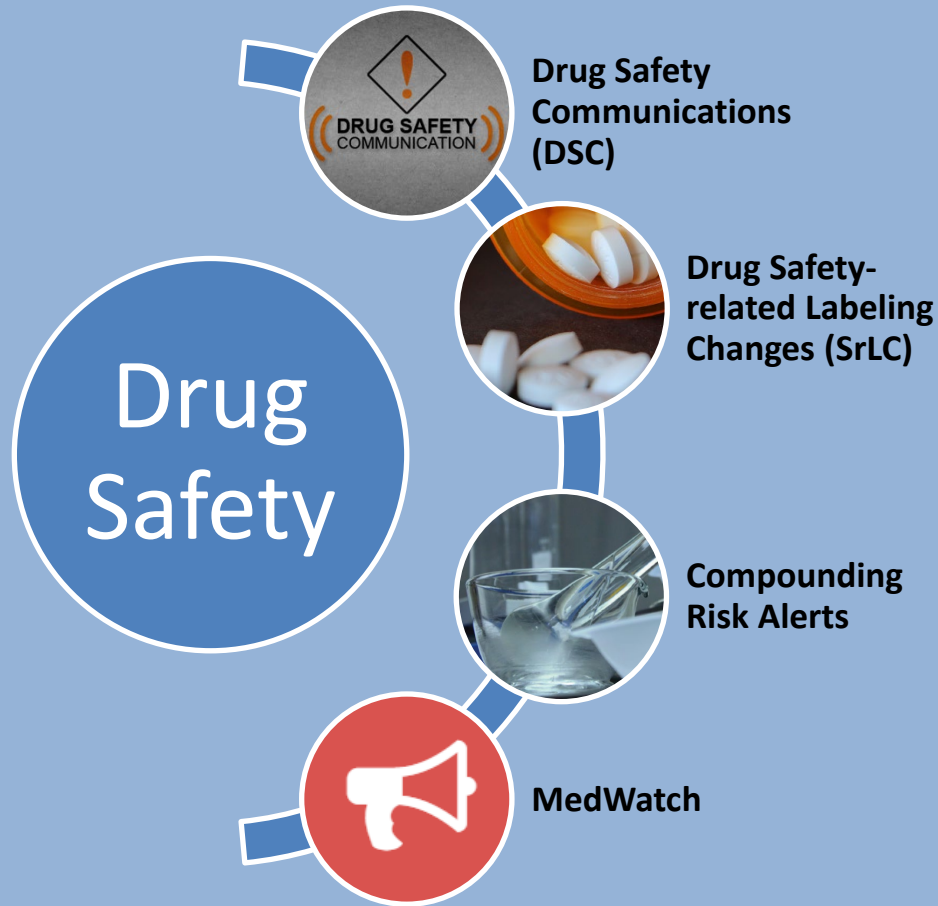 DRUG SAFETY
COMMUNICATION
Drug Safety
Communications
(DSC)
Drug Safety-
related Labeling
Changes (SrLC)
Drug
Safety
Compounding
Risk Alerts
MedWatch